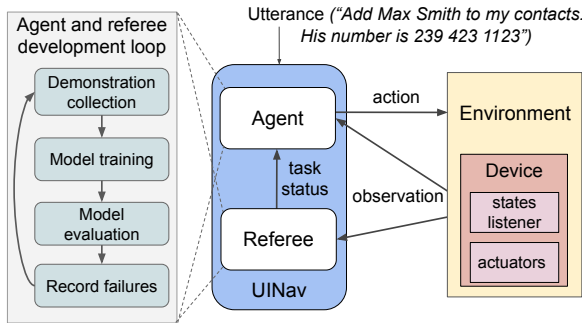 Agent and referee
development loop
Demonstration
collection
Model training
Model
evaluation
Record failures
Utterance (“Add Max Smith to my contacts.
His number is 239 423 1123”)
Agent
task
status
Referee
UINav
action
observation
Environment
Device
states
listener
actuators